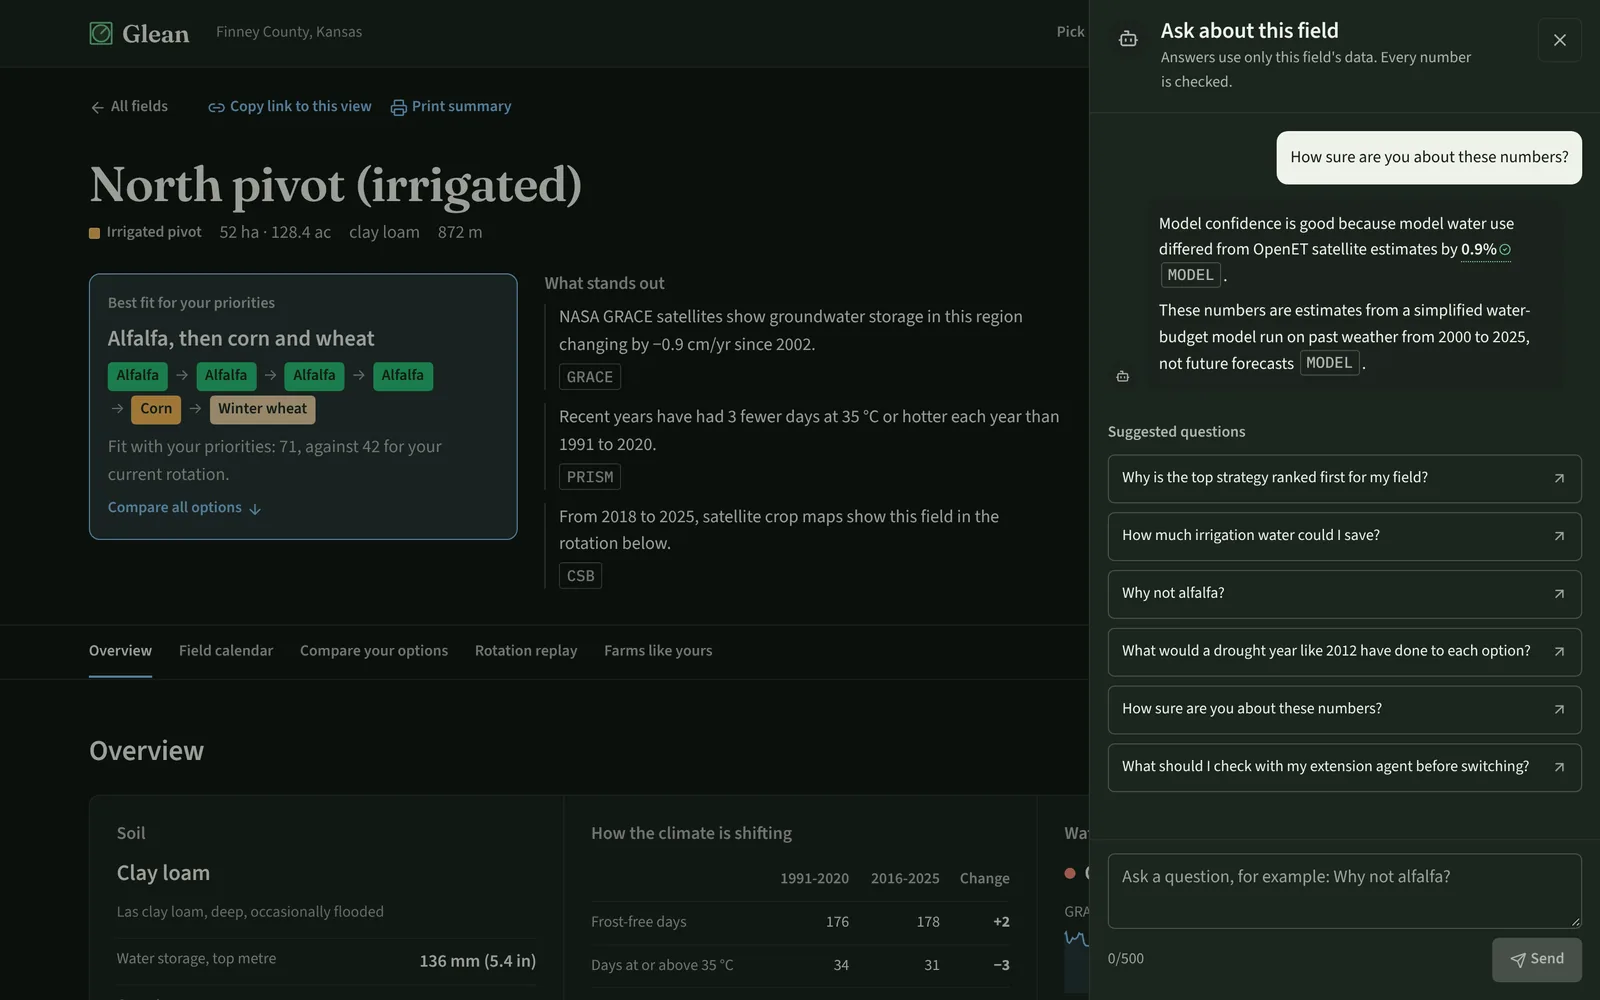 Glean
Finney County, Kansas
Pick
All fields
Copy link to this view
Print summary
North pivot (irrigated)
Irrigated pivot
52 ha · 128.4 ac
clay loam
872 m
Best fit for your priorities
Alfalfa, then corn and wheat
Alfalfa → Alfalfa → Alfalfa → Alfalfa
→ Corn → Winter wheat
Fit with your priorities: 71, against 42 for your
current rotation.
Compare all options ↓
What stands out
NASA GRACE satellites show groundwater storage in this region
changing by −0.9 cm/yr since 2002.
GRACE
Recent years have had 3 fewer days at 35 °C or hotter each year than
1991 to 2020.
PRISM
From 2018 to 2025, satellite crop maps show this field in the
rotation below.
CSB
Overview
Field calendar
Compare your options
Rotation replay
Farms like yours
Overview
Soil
Clay loam
Las clay loam, deep, occasionally flooded
Water storage, top metre
136 mm (5.4 in)
How the climate is shifting
1991-2020 2016-2025 Change
Frost-free days 176 178 +2
Days at or above 35 °C 34 31 −3
Ask about this field
Answers use only this field's data. Every number
is checked.
How sure are you about these numbers?
Model confidence is good because model water use
differed from OpenET satellite estimates by 0.9%
MODEL .
These numbers are estimates from a simplified water-
budget model run on past weather from 2000 to 2025,
not future forecasts MODEL .
Suggested questions
Why is the top strategy ranked first for my field?
How much irrigation water could I save?
Why not alfalfa?
What would a drought year like 2012 have done to each option?
How sure are you about these numbers?
What should I check with my extension agent before switching?
Ask a question, for example: Why not alfalfa?
0/500
Send